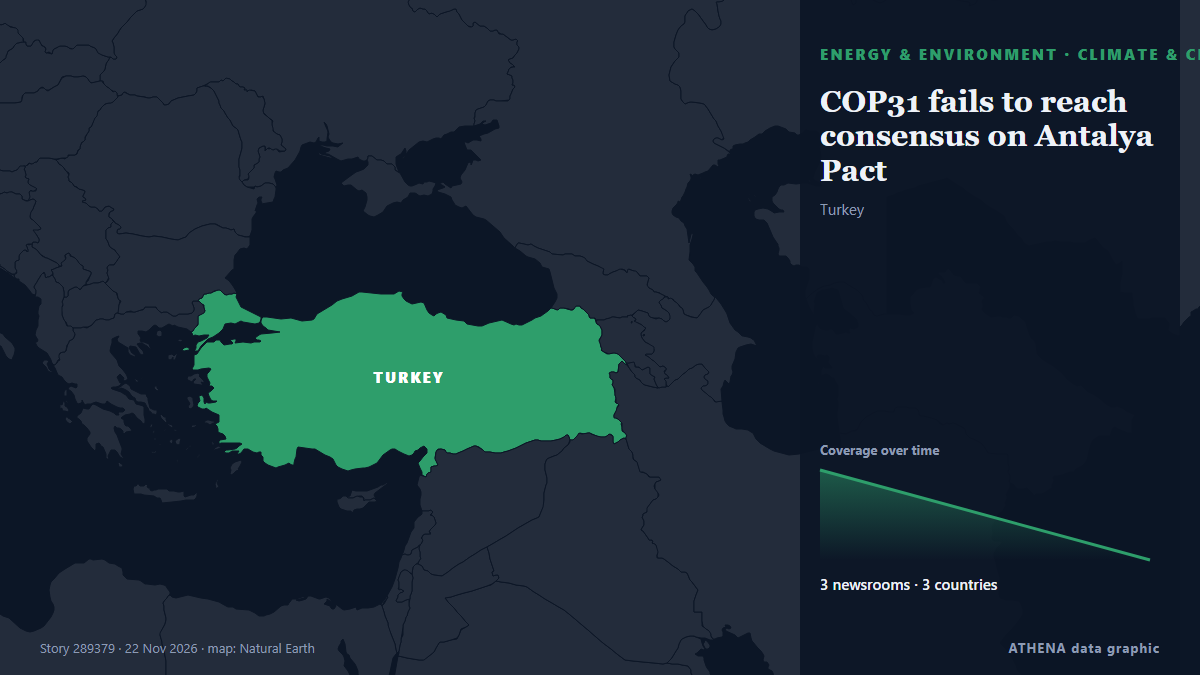 ENERGY & ENVIRONMENT · CLIMATE &
COP31 fails to reach
consensus on Antalya
Pact
Turkey
TURKEY
Coverage over time
3 newsrooms · 3 countries
Story 289379 · 22 Nov 2026 · map: Natural Earth
ATHENA data graphic